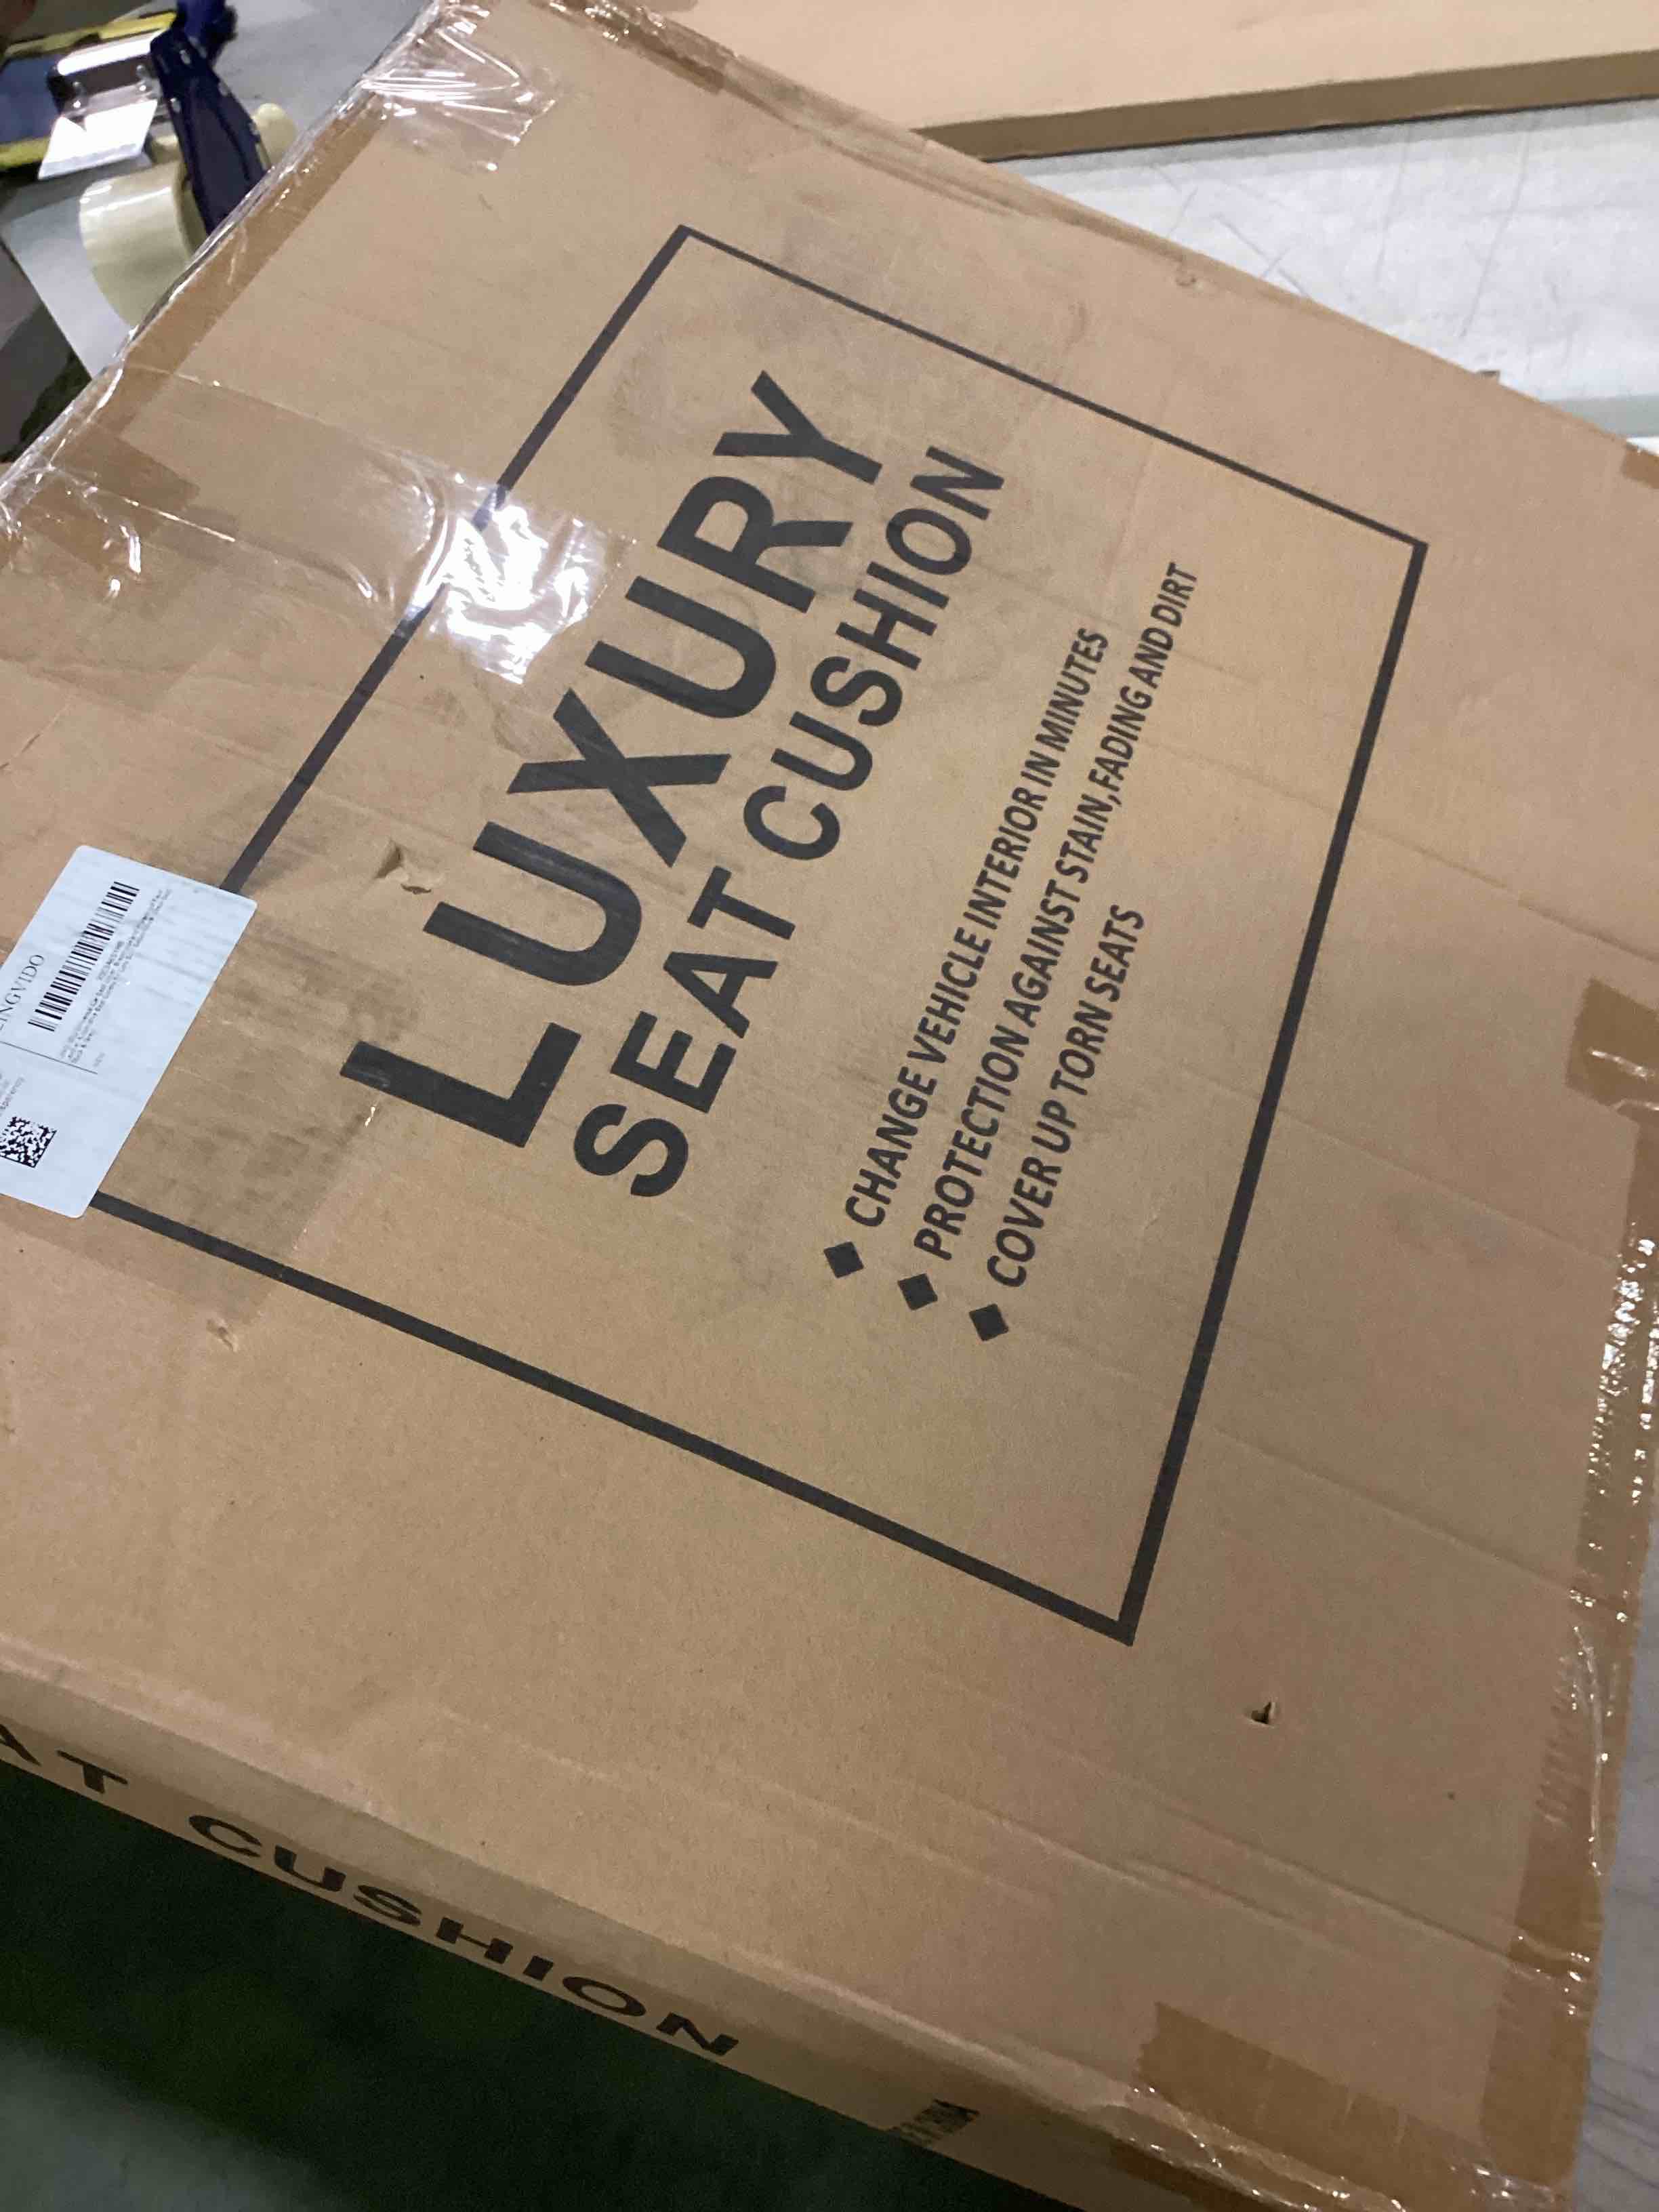 LUXURY
SEAT CUSHION
CHANGE VEHICLE INTERIOR IN MINUTES
PROTECTION AGAINST STAIN,FADING AND DIRT
COVER UP TORN SEATS
INGVIDO
AT CUSHION